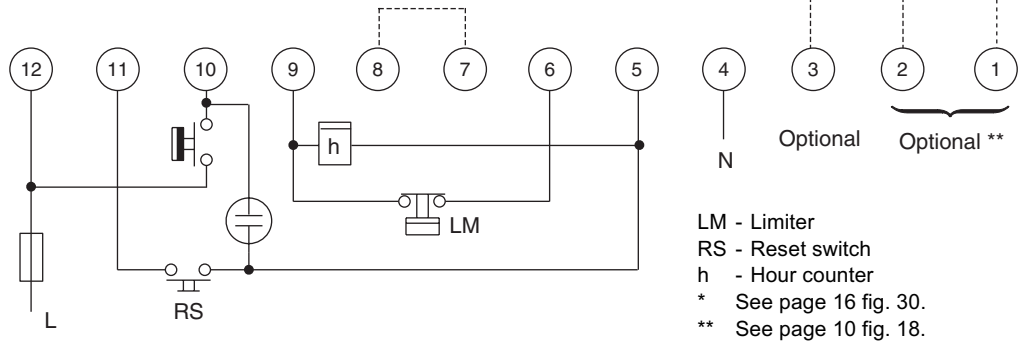 12 11 10 9 8 7 6 5 4 3 2 1
h
N
Optional
Optional **
LM
RS
L
LM - Limiter
RS - Reset switch
h - Hour counter
* See page 16 fig. 30.
** See page 10 fig. 18.